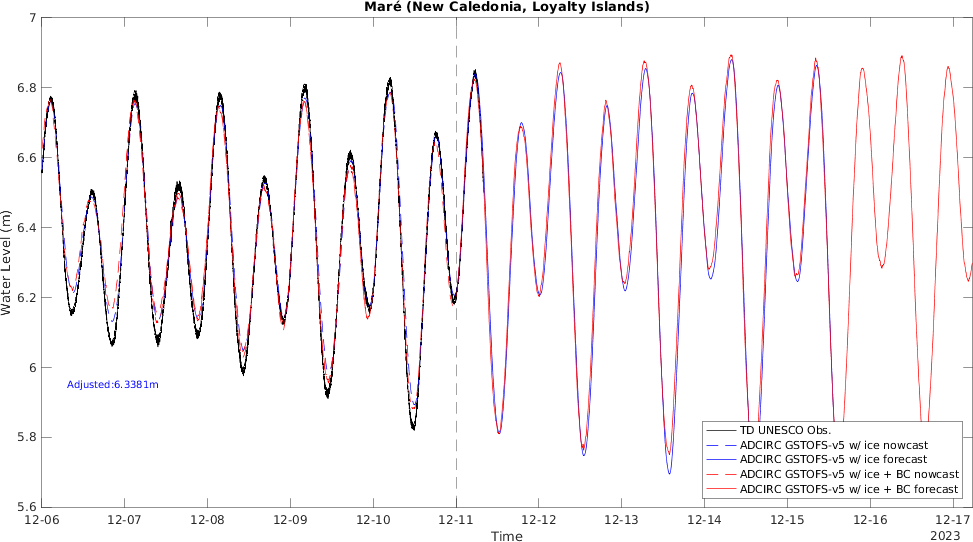 Maré (New Caledonia, Loyalty Islands)
7
6.8
6.6
6.4
6.2
6
5.8
5.6
Water Level (m)
Adjusted:6.3381m
TD UNESCO Obs.
ADCIRC GSTOFS-v5 w/ ice nowcast
ADCIRC GSTOFS-v5 w/ ice forecast
ADCIRC GSTOFS-v5 w/ ice + BC nowcast
ADCIRC GSTOFS-v5 w/ ice + BC forecast
12-06 12-07 12-08 12-09 12-10 12-11 12-12 12-13 12-14 12-15 12-16 12-17
Time 2023